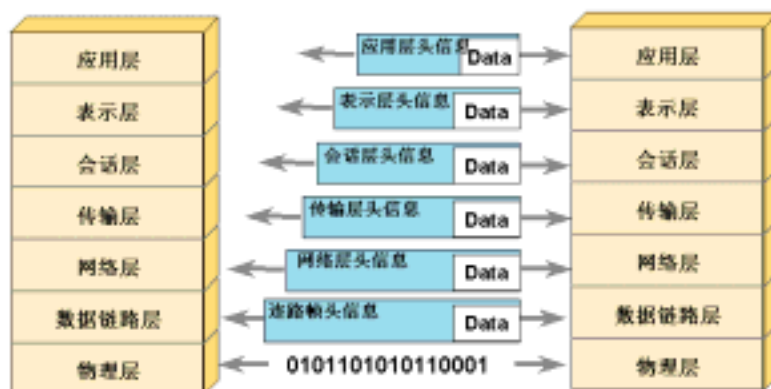 应用层 应用层头信息 Data 应用层
表示层 表示层头信息 Data 表示层
会话层 会话层头信息 Data 会话层
传输层 传输层头信息 Data 传输层
网络层 网络层头信息 Data 网络层
数据链路层 连路帧头信息 Data 数据链路层
物理层 0101101010110001 物理层